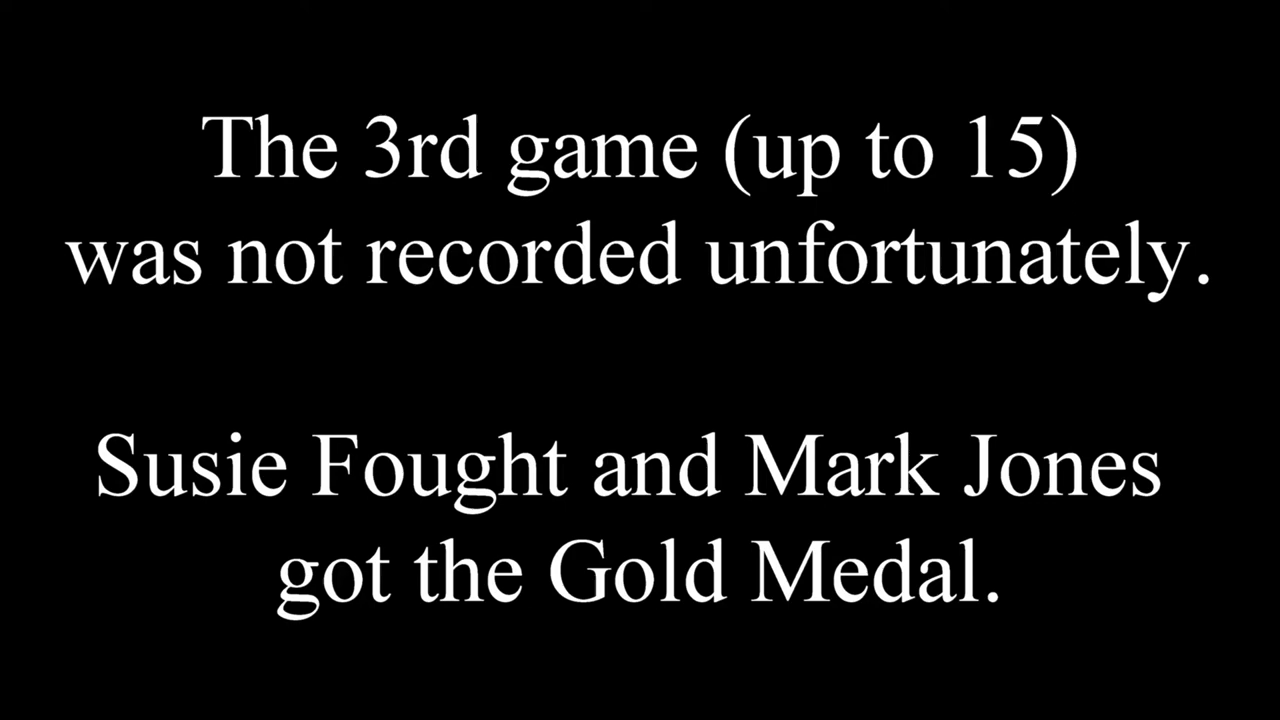 The 3rd game (up to 15)
was not recorded unfortunately.
Susie Fought and Mark Jones
got the Gold Medal.